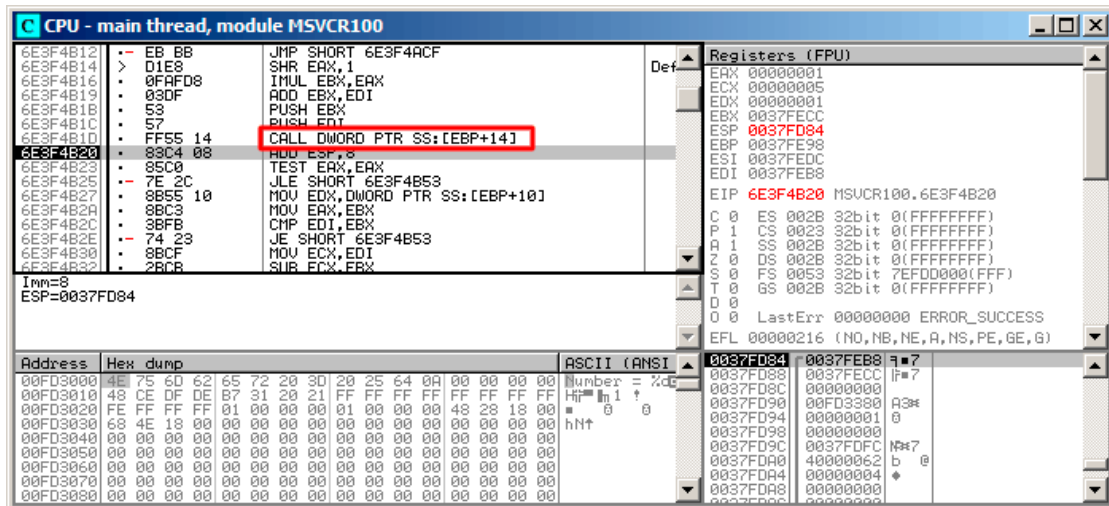 CPU - main thread, module MSVCR100
6E3F4B12 EB BB JMP SHORT 6E3F4ACF
6E3F4B14 > D1E8 SHR EAX,1 Def
6E3F4B16 0FAFD8 IMUL EBX,EAX
6E3F4B19 03DF ADD EBX,EDI
6E3F4B1B 53 PUSH EBX
6E3F4B1C 57 PUSH EDI
6E3F4B1D FF55 14 CALL DWORD PTR SS:[EBP+14]
6E3F4B20 83C4 08 ADD ESP,8
6E3F4B23 85C0 TEST EAX,EAX
6E3F4B25 7E 2C JLE SHORT 6E3F4B53
6E3F4B27 8B55 10 MOV EDX,DWORD PTR SS:[EBP+10]
6E3F4B2A 8BC3 MOV EAX,EBX
6E3F4B2C 3BFB CMP EDI,EBX
6E3F4B2E 74 23 JE SHORT 6E3F4B53
6E3F4B30 8BCF MOV ECX,EDI
6E3F4B32 2BCB SUB ECX,EBX
Imm=8
ESP=0037FD84
Registers (FPU)
EAX 00000001
ECX 00000005
EDX 00000001
EBX 0037FECC
ESP 0037FD84
EBP 0037FE98
ESI 0037FEDC
EDI 0037FEB8
EIP 6E3F4B20 MSVCR100.6E3F4B20
C 0 ES 002B 32bit 0(FFFFFFFF)
P 1 CS 0023 32bit 0(FFFFFFFF)
A 1 SS 002B 32bit 0(FFFFFFFF)
Z 0 DS 002B 32bit 0(FFFFFFFF)
S 0 FS 0053 32bit 7EFDD000(FFF)
T 0 GS 002B 32bit 0(FFFFFFFF)
D 0
O 0 LastErr 00000000 ERROR_SUCCESS
EFL 00000216 (NO,NB,NE,A,NS,PE,GE,G)
Address Hex dump ASCII (ANSI
00FD3000 4E 75 6D 62 65 72 20 3D 20 25 64 0A 00 00 00 00 Number = %d
00FD3010 48 CE DF DE B7 31 20 21 FF FF FF FF FF FF FF FF
00FD3020 FE FF FF FF 01 00 00 00 01 00 00 00 48 28 18 00
00FD3030 68 4E 18 00 00 00 00 00 00 00 00 00 00 00 00 00 hN↑
00FD3040 00 00 00 00 00 00 00 00 00 00 00 00 00 00 00 00
00FD3050 00 00 00 00 00 00 00 00 00 00 00 00 00 00 00 00
00FD3060 00 00 00 00 00 00 00 00 00 00 00 00 00 00 00 00
00FD3070 00 00 00 00 00 00 00 00 00 00 00 00 00 00 00 00
00FD3080 00 00 00 00 00 00 00 00 00 00 00 00 00 00 00 00
0037FD84 0037FEB8
0037FD88 0037FECC
0037FD8C 00000000
0037FD90 00FD3380
0037FD94 00000001
0037FD98 00000000
0037FD9C 0037FDFC
0037FDA0 40000062 b @
0037FDA4 00000004 ♦
0037FDA8 00000000